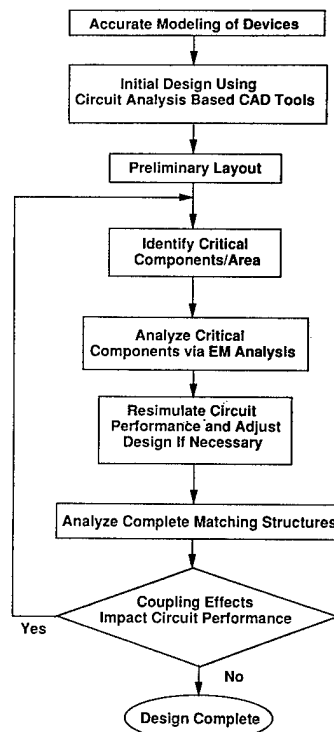 Accurate Modeling of Devices
Initial Design Using
Circuit Analysis Based CAD Tools
Preliminary Layout
Identify Critical
Components/Area
Analyze Critical
Components via EM Analysis
Resimulate Circuit
Performance and Adjust
Design If Necessary
Analyze Complete Matching Structures
Coupling Effects
Impact Circuit Performance
Yes
No
Design Complete